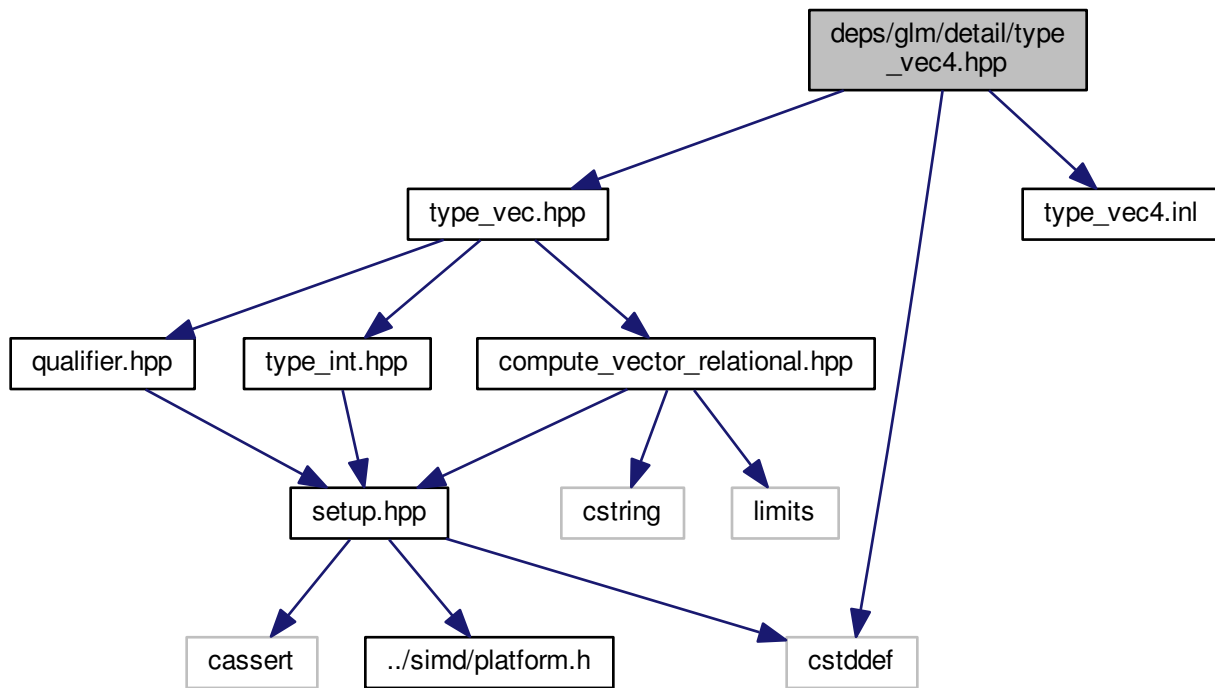 deps/glm/detail/type
_vec4.hpp
type_vec.hpp
type_vec4.inl
qualifier.hpp
type_int.hpp
compute_vector_relational.hpp
setup.hpp
cstring
limits
cassert
../simd/platform.h
cstddef